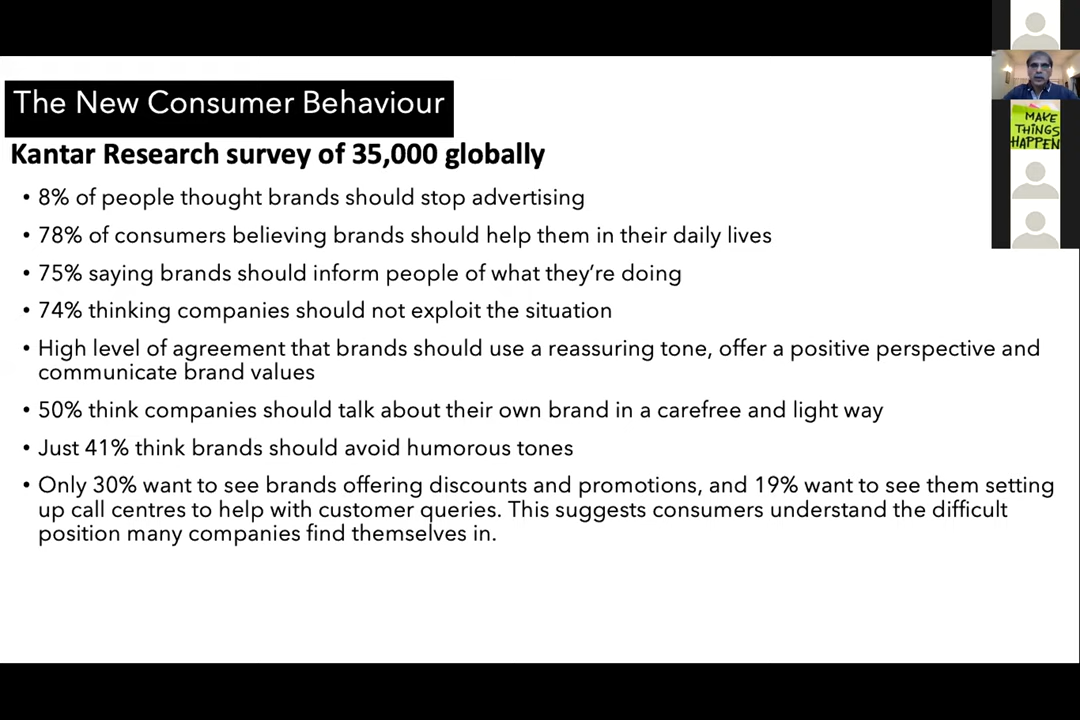 The New Consumer Behaviour
Kantar Research survey of 35,000 globally
• 8% of people thought brands should stop advertising
• 78% of consumers believing brands should help them in their daily lives
• 75% saying brands should inform people of what they’re doing
• 74% thinking companies should not exploit the situation
• High level of agreement that brands should use a reassuring tone, offer a positive perspective and
communicate brand values
• 50% think companies should talk about their own brand in a carefree and light way
• Just 41% think brands should avoid humorous tones
• Only 30% want to see brands offering discounts and promotions, and 19% want to see them setting
up call centres to help with customer queries. This suggests consumers understand the difficult
position many companies find themselves in.
MAKE
THINGS
HAPPEN